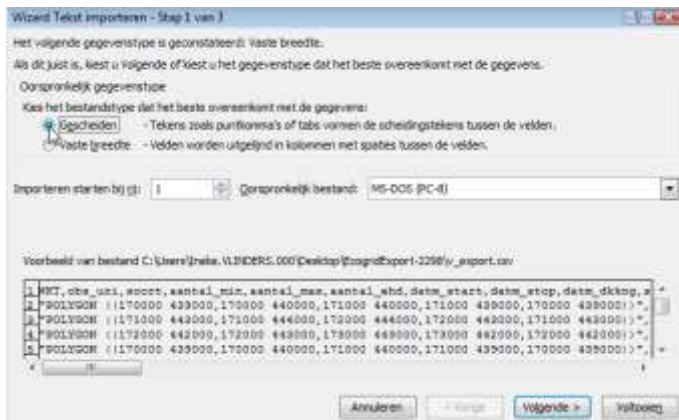 Wizard Tekst importeren - Stap 1 van 3
Het volgende gegevenstype is geconstateerd: Vaste breedte.
Als dit juist is, kiest u Volgende of kiest u het gegevenstype dat het beste overeenkomt met de gegevens.
Oorspronkelijk gegevenstype
Kies het bestandstype dat het beste overeenkomt met de gegevens:
Gescheiden - Tekens zoals puntkomma's of tabs vormen de scheidingstekens tussen de velden.
Vaste breedte - Velden worden uitgelijnd in kolommen met spaties tussen de velden.
Importeren starten bij rij: 1 Oorspronkelijk bestand: MS-DOS (PC-8)
Voorbeeld van bestand C:\Users\Ineke.VLINDERS.000\Desktop\EcogridExport-2298\v_export.csv
1 WKT,obs_uri,soort,aantal_min,aantal_max,aantal_ehd,datm_start,datm_stop,datm_dkkng,
2 "POLYGON ((170000 439000,170000 440000,171000 440000,171000 439000,170000 439000))",
3 "POLYGON ((171000 443000,171000 444000,172000 444000,172000 443000,171000 443000))",
4 "POLYGON ((172000 442000,172000 443000,173000 443000,173000 442000,172000 442000))",
5 "POLYGON ((170000 439000,170000 440000,171000 440000,171000 439000,170000 439000))",
Annuleren < Vorige Volgende > Voltooien